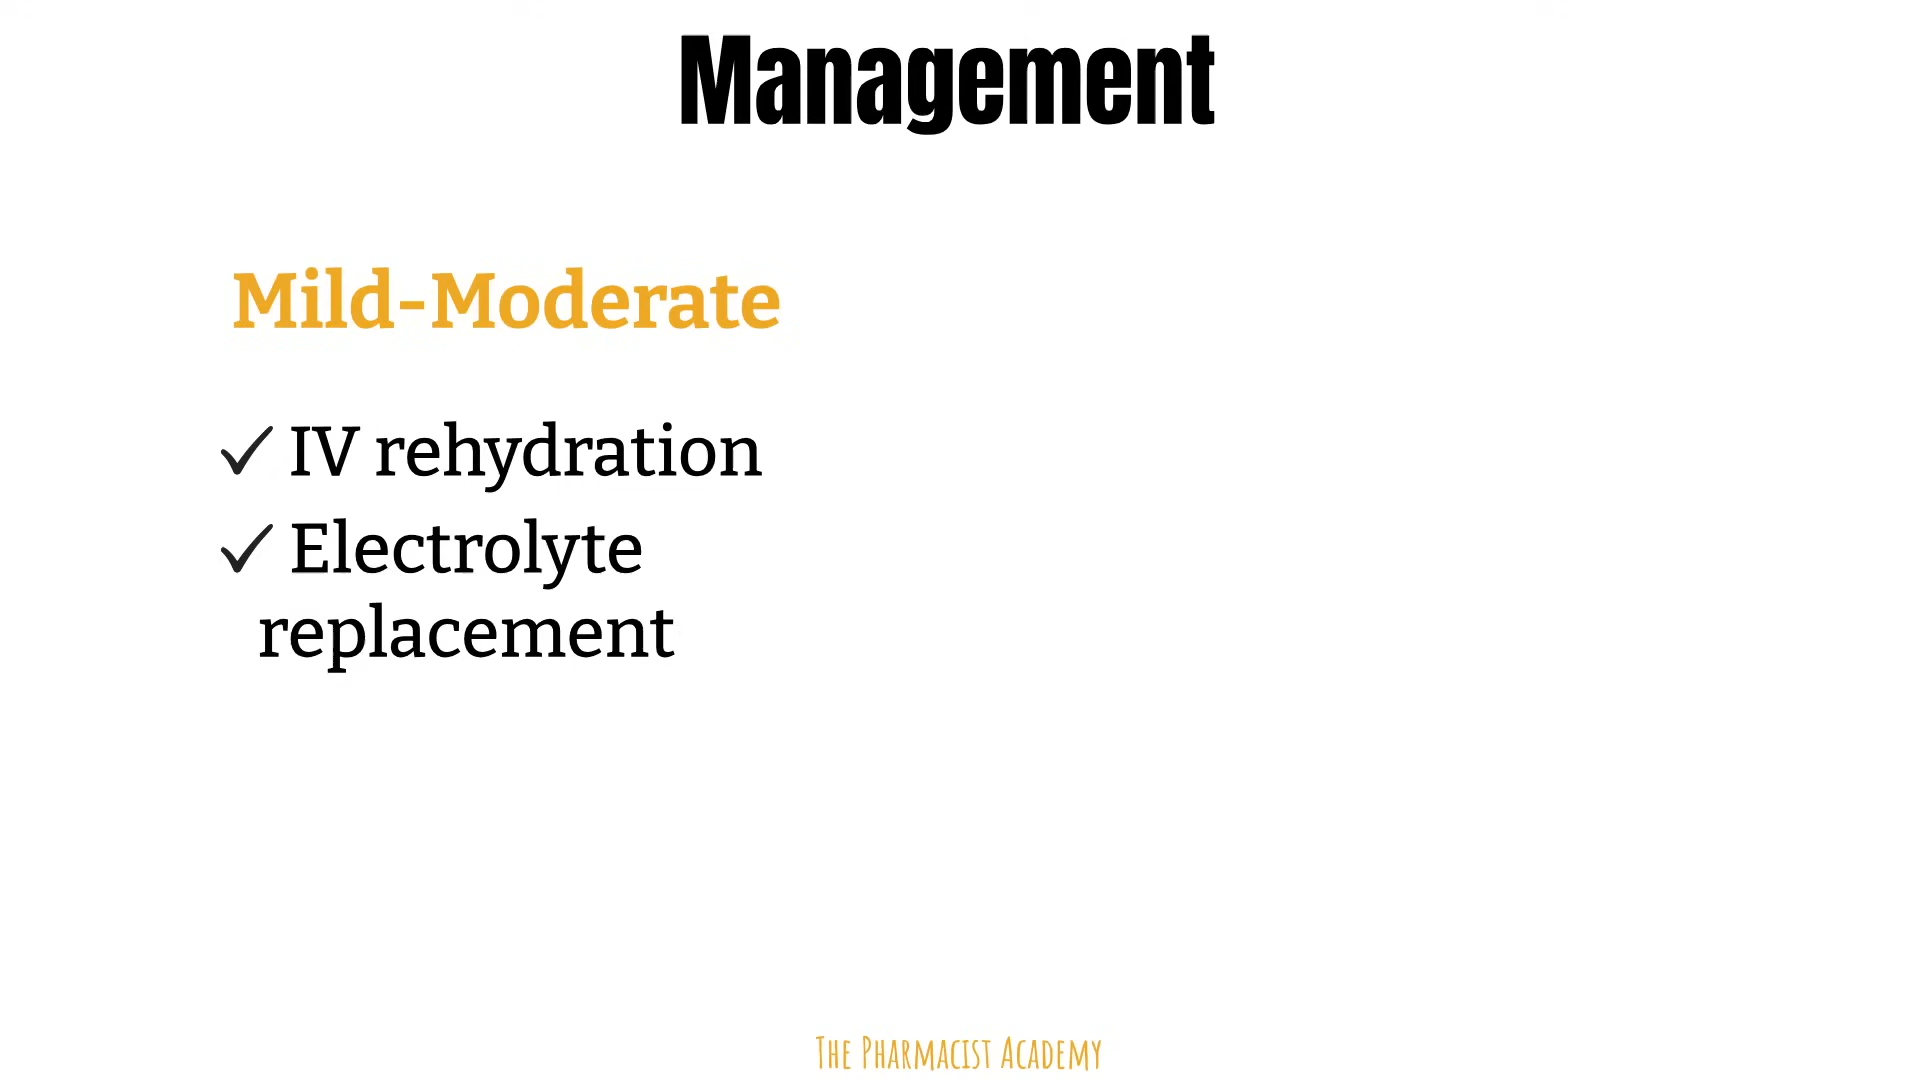 Management
Mild-Moderate
✓ IV rehydration
✓ Electrolyte
replacement
The Pharmacist Academy